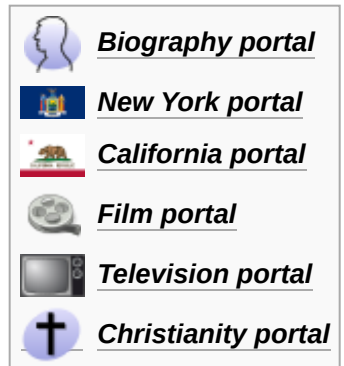 Biography portal
New York portal
California portal
Film portal
Television portal
Christianity portal